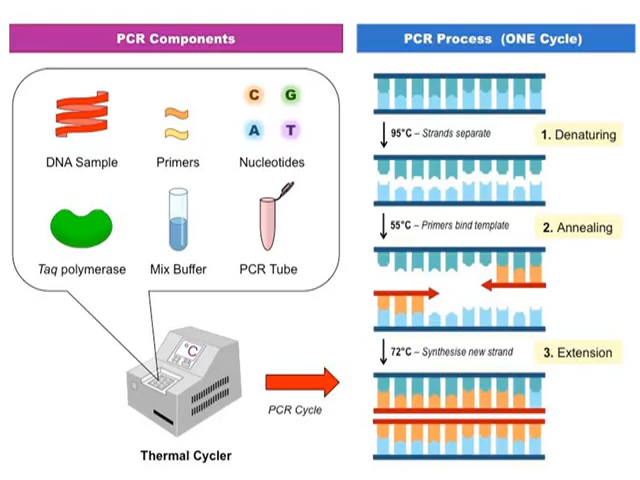 PCR Components
DNA Sample
Primers
C G
A T
Nucleotides
Taq polymerase
Mix Buffer
PCR Tube
°C
Thermal Cycler
PCR Cycle
PCR Process (ONE Cycle)
95°C – Strands separate
1. Denaturing
55°C – Primers bind template
2. Annealing
72°C – Synthesise new strand
3. Extension